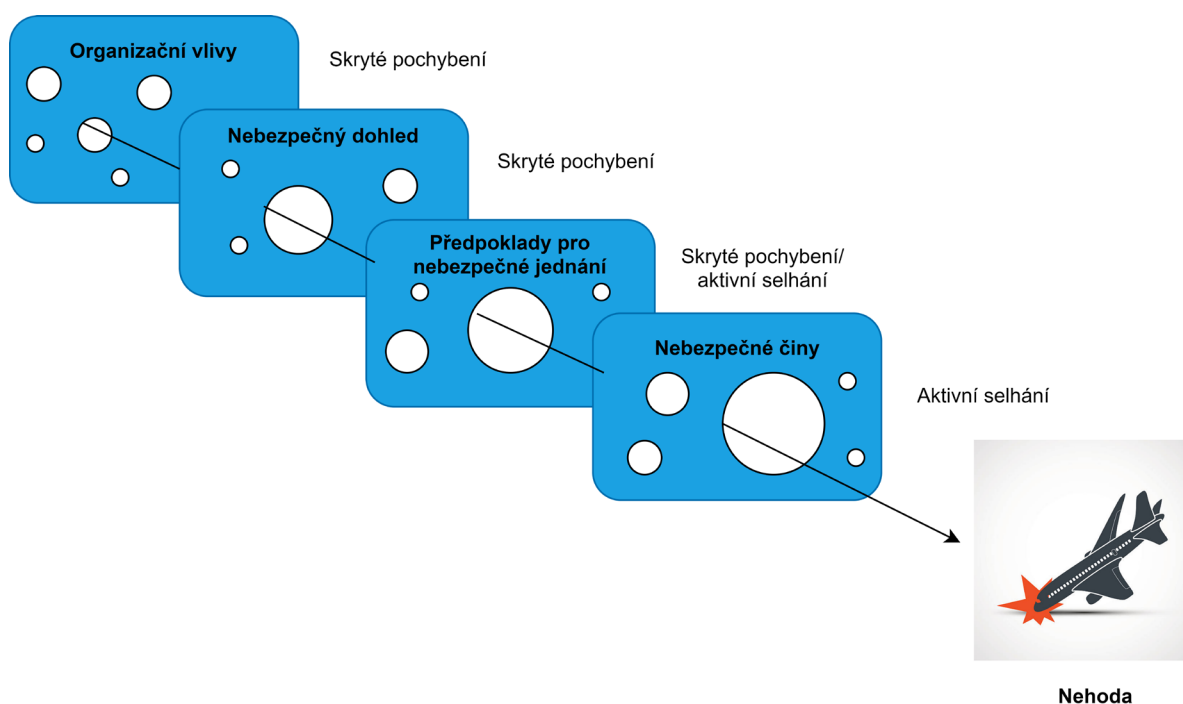 Organizační vlivy
Skryté pochybení
Nebezpečný dohled
Skryté pochybení
Předpoklady pro
nebezpečné jednání
Skryté pochybení/
aktivní selhání
Nebezpečné činy
Aktivní selhání
Nehoda